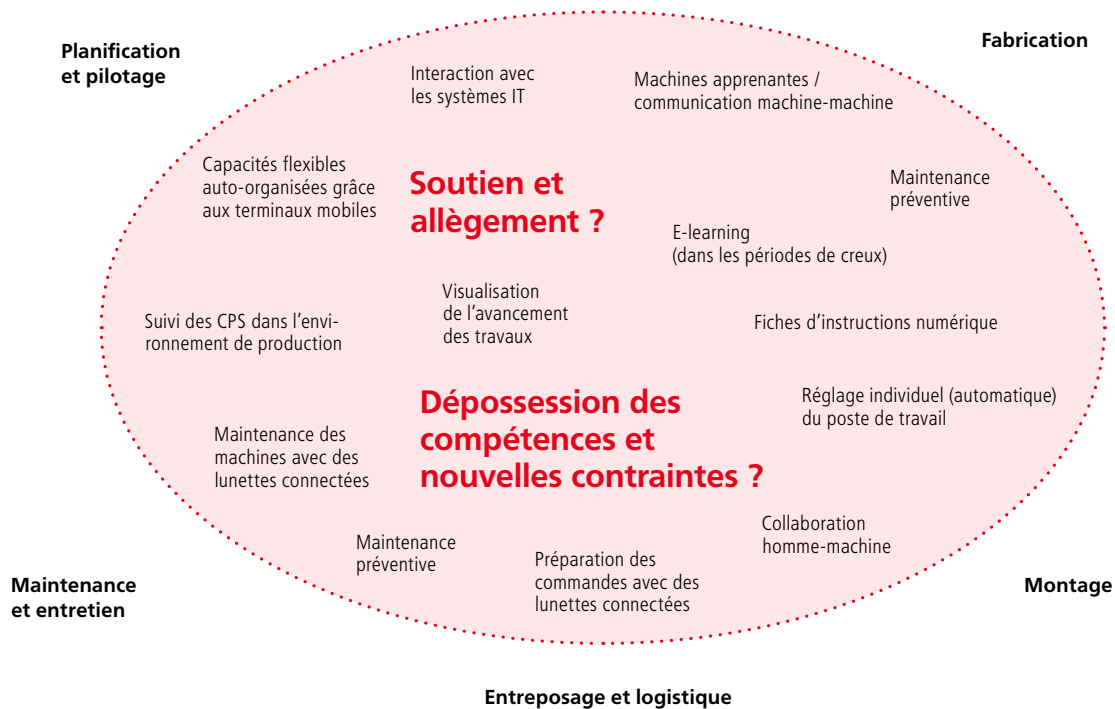 Planification
et pilotage
Fabrication
Interaction avec
les systèmes IT
Machines apprenantes /
communication machine-machine
Capacités flexibles
auto-organisées grâce
aux terminaux mobiles
Soutien et
allègement ?
Maintenance
préventive
E-learning
(dans les périodes de creux)
Visualisation
de l'avancement
des travaux
Suivi des CPS dans l'envi-
ronnement de production
Fiches d'instructions numérique
Dépossession des
compétences et
nouvelles contraintes ?
Réglage individuel (automatique)
du poste de travail
Maintenance des
machines avec des
lunettes connectées
Collaboration
homme-machine
Maintenance
préventive
Préparation des
commandes avec des
lunettes connectées
Maintenance
et entretien
Montage
Entreposage et logistique